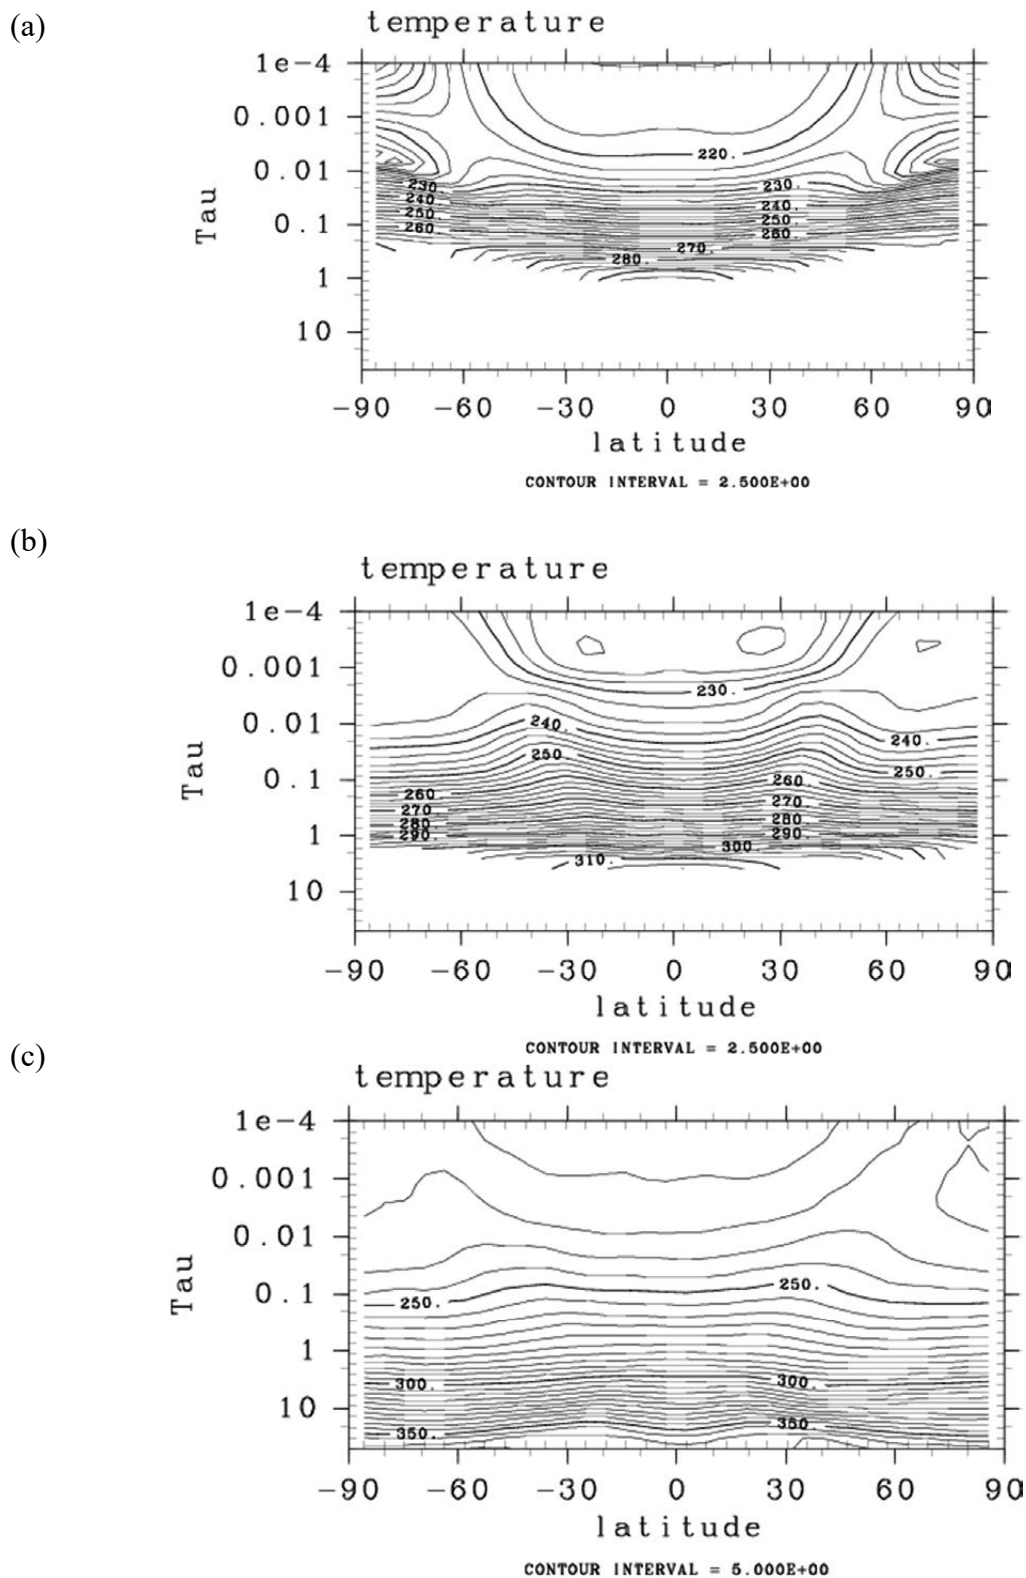 (a)
temperature
1e-4
0.001
220.
0.01
230.
230.
240.
240.
250.
250.
0.1
260.
260.
270.
280.
1
10
Tau
-90 -60 -30 0 30 60 90
latitude
CONTOUR INTERVAL = 2.500E+00
(b)
temperature
1e-4
0.001
230.
0.01
240.
240.
250.
250.
0.1
260.
260.
270.
270.
280.
280.
1
290.
290.
300.
310.
10
Tau
-90 -60 -30 0 30 60 90
latitude
CONTOUR INTERVAL = 2.500E+00
(c)
temperature
1e-4
0.001
0.01
250.
0.1
250.
1
300.
300.
10
350.
350.
Tau
-90 -60 -30 0 30 60 90
latitude
CONTOUR INTERVAL = 5.000E+00